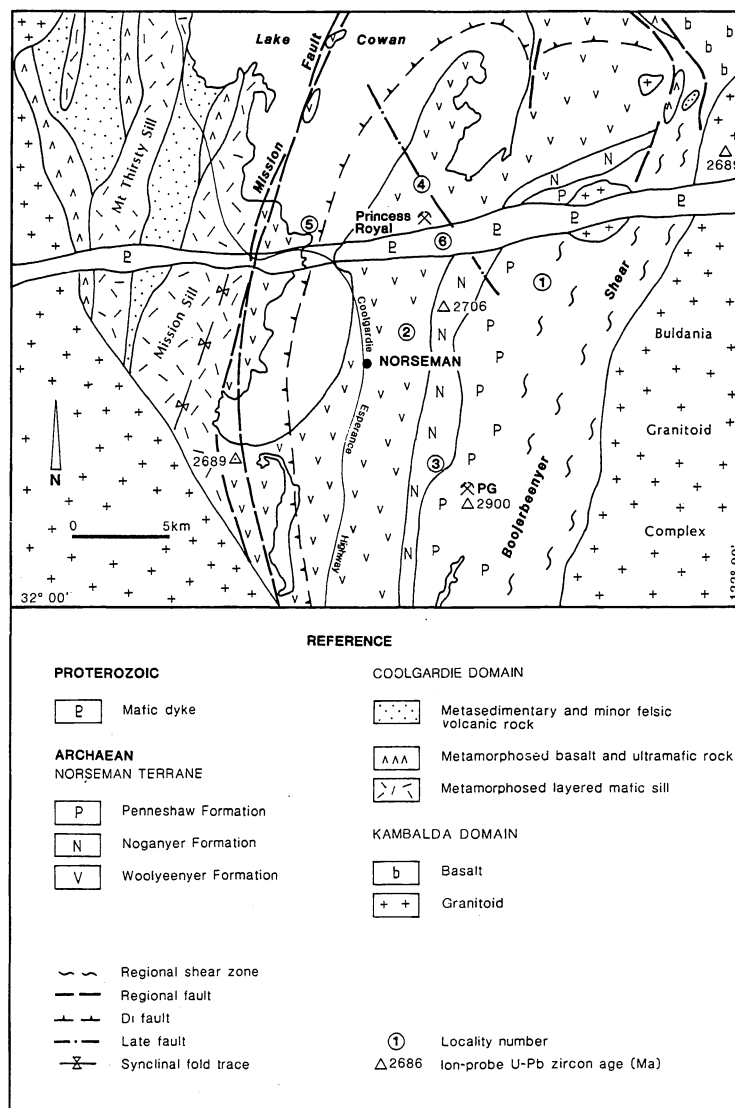 Lake Cowan
Fault
Mission
Mt Thirsty Sill
2689
Princess
Royal
1
2
3
4
5
6
P
N
V
2706
Shear
Mission Sill
Coolgardie
NORSEMAN
Buldania
Granitoid
Complex
Esperance
Highway
2689
PG
2900
Boojerbeenyer
N
0 5km
32° 00'
122° 00'
REFERENCE
PROTEROZOIC
Mafic dyke
ARCHAEAN
NORSEMAN TERRANE
P Penneshaw Formation
N Noganyer Formation
V Woolyeenyer Formation
COOLGARDIE DOMAIN
Metasedimentary and minor felsic
volcanic rock
Metamorphosed basalt and ultramafic rock
Metamorphosed layered mafic sill
KAMBALDA DOMAIN
b Basalt
+ + Granitoid
Regional shear zone
Regional fault
D₁ fault
Late fault
Synclinal fold trace
1 Locality number
△2686 Ion-probe U-Pb zircon age (Ma)